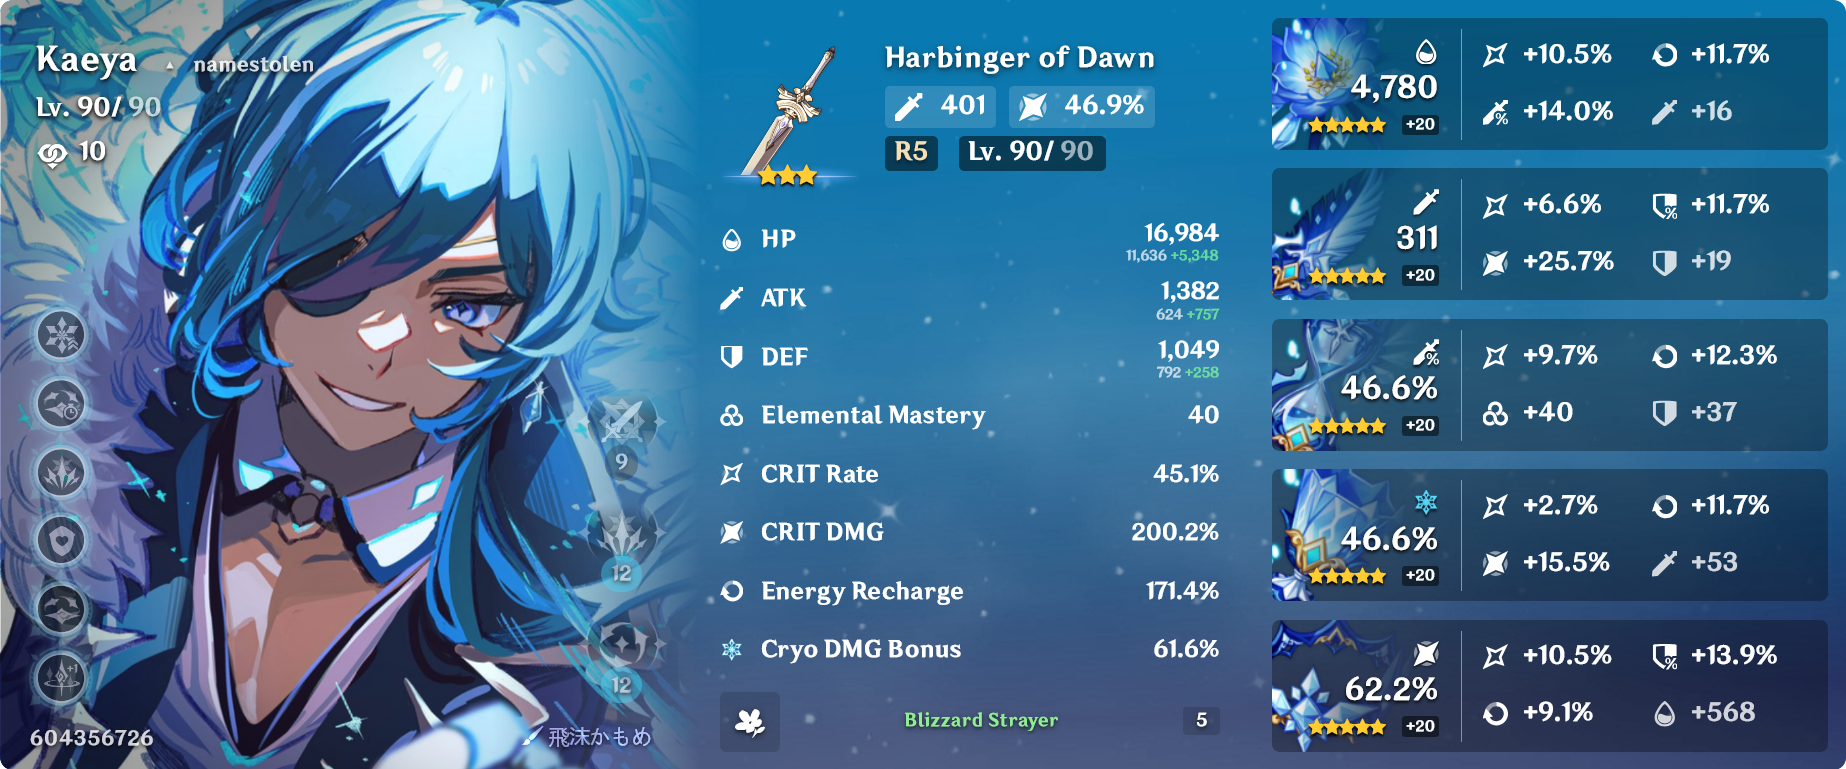 Kaeya ▲ namestolen
Lv. 90/ 90
10
9
12
12
604356726
飛沫かもめ
Harbinger of Dawn
401 46.9%
R5 Lv. 90/ 90
HP 16,984
11,636 +5,348
ATK 1,382
624 +757
DEF 1,049
792 +258
Elemental Mastery 40
CRIT Rate 45.1%
CRIT DMG 200.2%
Energy Recharge 171.4%
Cryo DMG Bonus 61.6%
Blizzard Strayer 5
4,780
+20
+10.5% +11.7%
+14.0% +16
311
+20
+6.6% +11.7%
+25.7% +19
46.6%
+20
+9.7% +12.3%
+40 +37
46.6%
+20
+2.7% +11.7%
+15.5% +53
62.2%
+20
+10.5% +13.9%
+9.1% +568